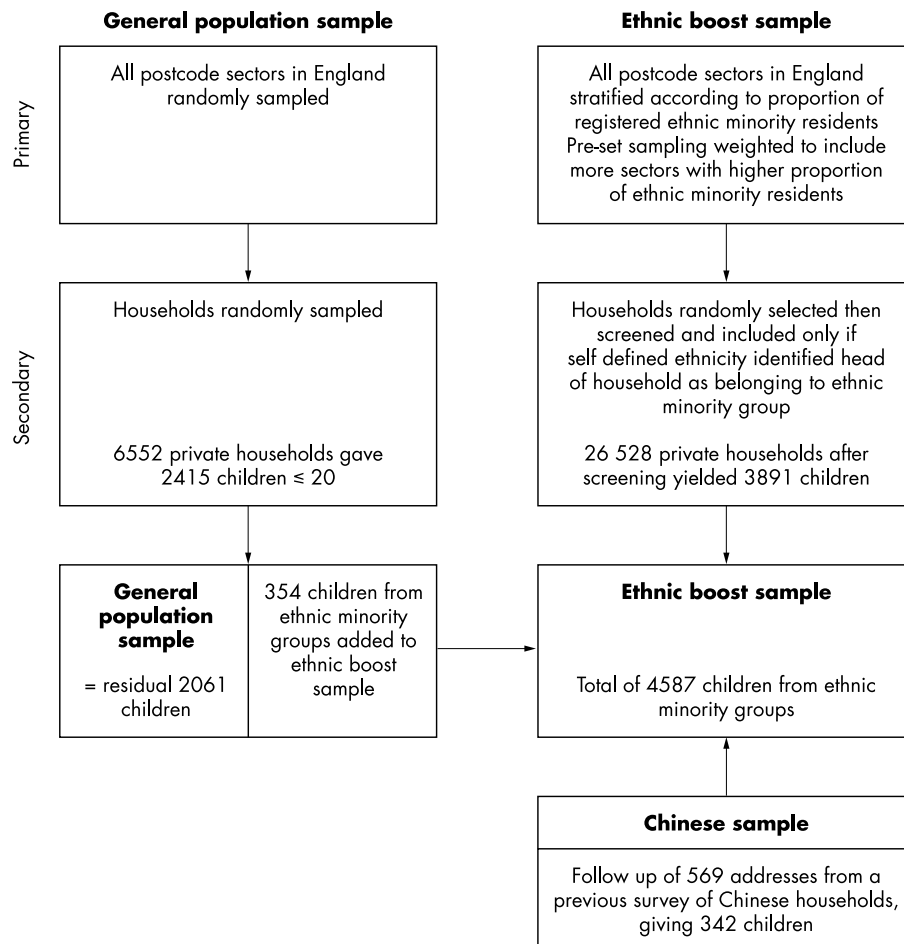 General population sample
Ethnic boost sample
Primary
All postcode sectors in England
randomly sampled
All postcode sectors in England
stratified according to proportion of
registered ethnic minority residents
Pre-set sampling weighted to include
more sectors with higher proportion
of ethnic minority residents
Secondary
Households randomly sampled
6552 private households gave
2415 children ≤ 20
Households randomly selected then
screened and included only if
self defined ethnicity identified head
of household as belonging to ethnic
minority group
26 528 private households after
screening yielded 3891 children
General
population
sample
= residual 2061
children
354 children from
ethnic minority
groups added to
ethnic boost
sample
Ethnic boost sample
Total of 4587 children from ethnic
minority groups
Chinese sample
Follow up of 569 addresses from a
previous survey of Chinese households,
giving 342 children